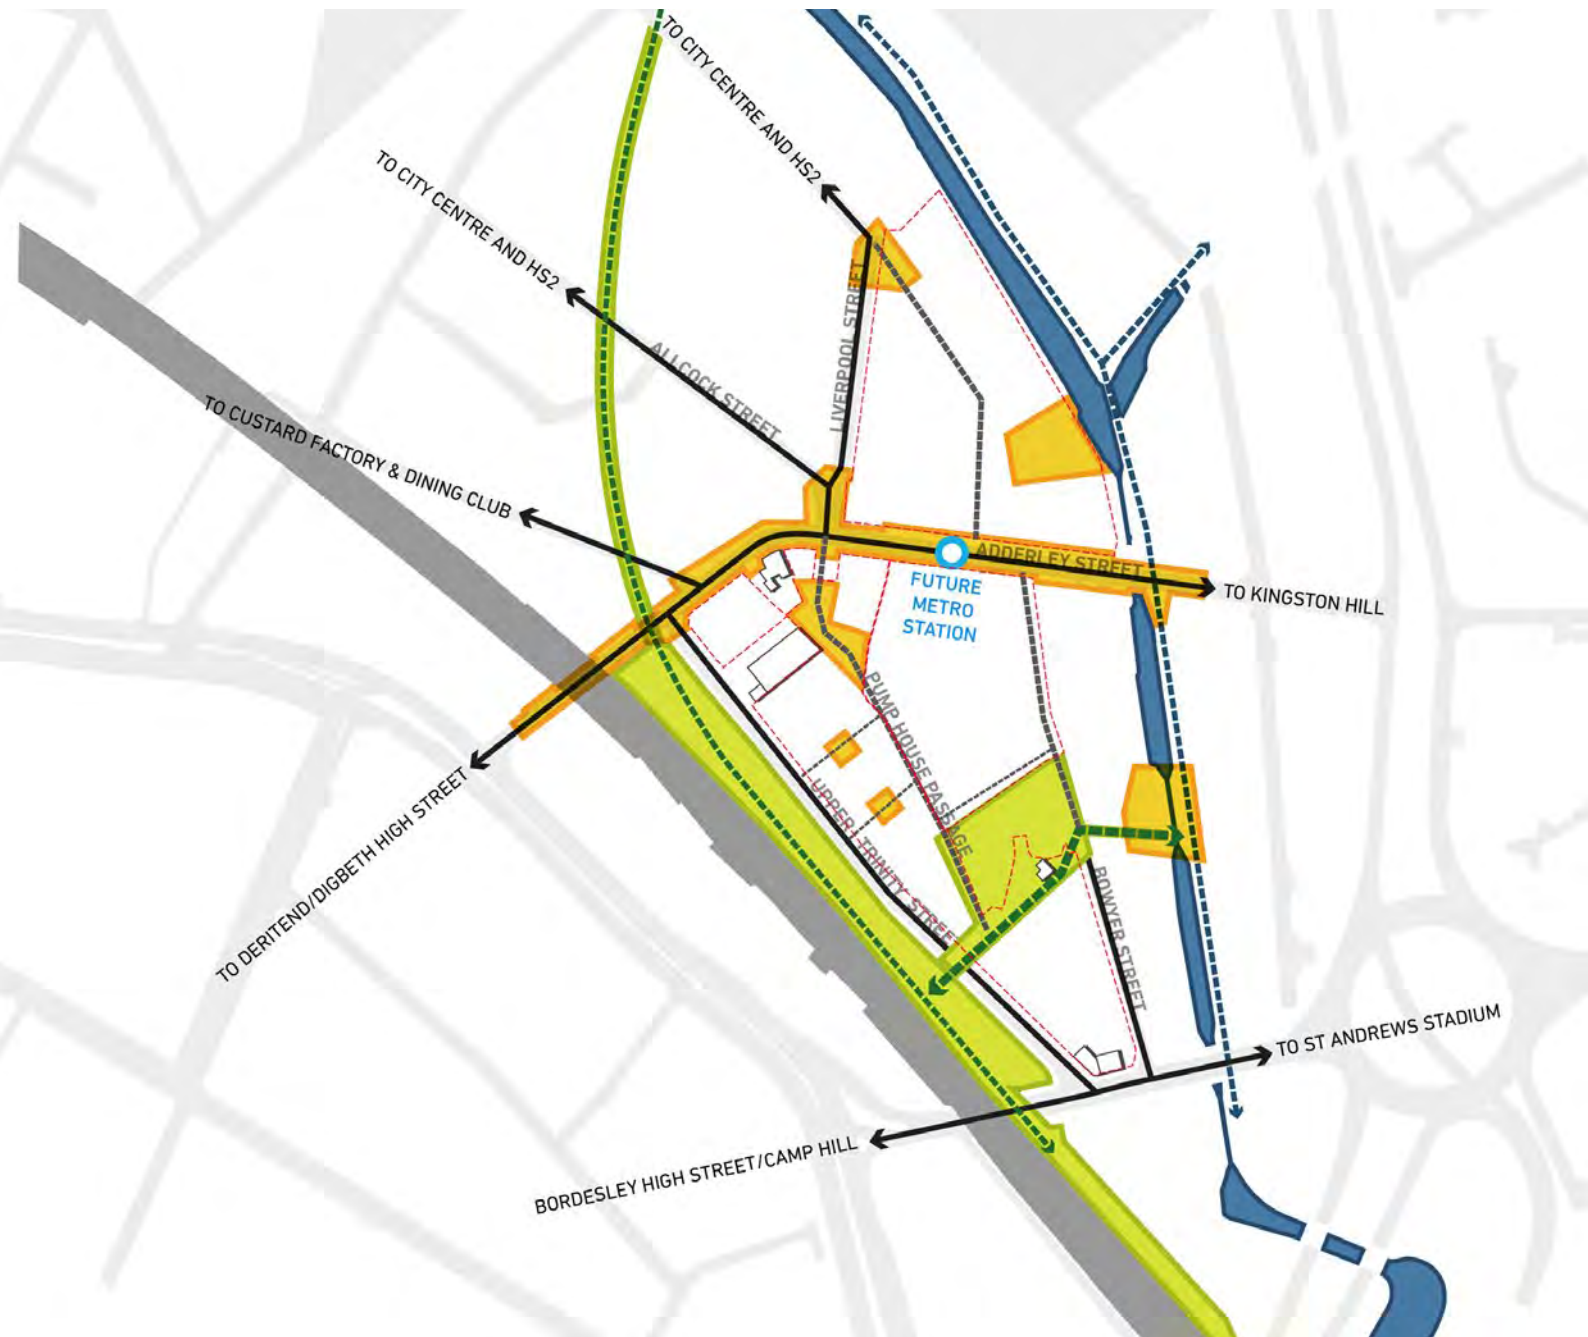 TO CITY CENTRE AND HS2
TO CITY CENTRE AND HS2
LIVERPOOL STREET
ALLCOCK STREET
TO CUSTARD FACTORY & DINING CLUB
ADDERLEY STREET
TO KINGSTON HILL
FUTURE
METRO
STATION
PUMP HOUSE PASSAGE
UPPER TRINITY STREET
TO DERITEND/DIGBETH HIGH STREET
BOWYER STREET
TO ST ANDREWS STADIUM
BORDESLEY HIGH STREET/CAMP HILL